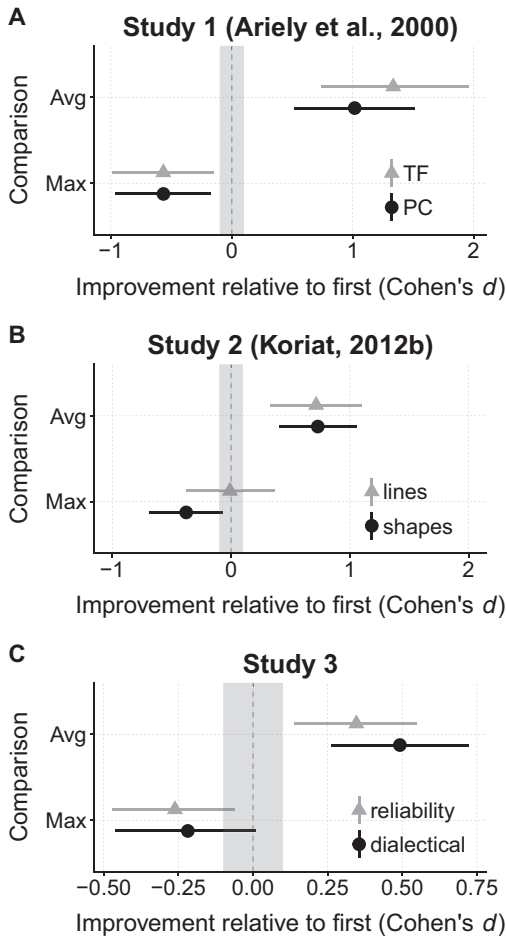 A
Study 1 (Ariely et al., 2000)
Comparison
Avg
Max
TF
PC
−1 0 1 2
Improvement relative to first (Cohen's d)
B
Study 2 (Koriat, 2012b)
Comparison
Avg
Max
lines
shapes
−1 0 1 2
Improvement relative to first (Cohen's d)
C
Study 3
Comparison
Avg
Max
reliability
dialectical
−0.50 −0.25 0.00 0.25 0.50 0.75
Improvement relative to first (Cohen's d)